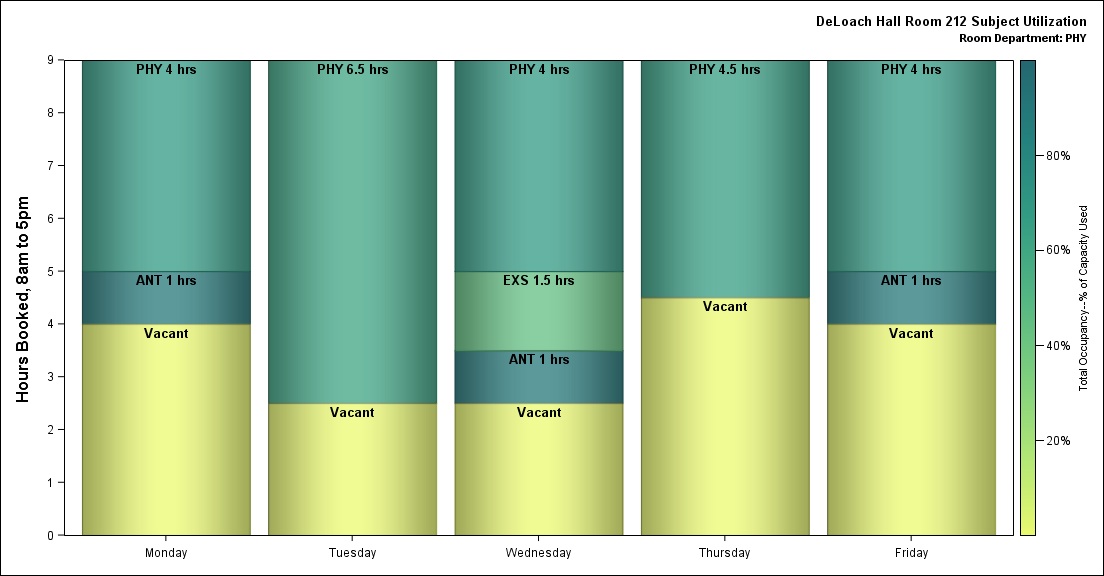 DeLoach Hall Room 212 Subject Utilization
Room Department: PHY
Hours Booked, 8am to 5pm
9
8
7
6
5
4
3
2
1
0
PHY 4 hrs
ANT 1 hrs
Vacant
PHY 6.5 hrs
Vacant
PHY 4 hrs
EXS 1.5 hrs
ANT 1 hrs
Vacant
PHY 4.5 hrs
Vacant
PHY 4 hrs
ANT 1 hrs
Vacant
Monday
Tuesday
Wednesday
Thursday
Friday
80%
60%
40%
20%
Total Occupancy--% of Capacity Used